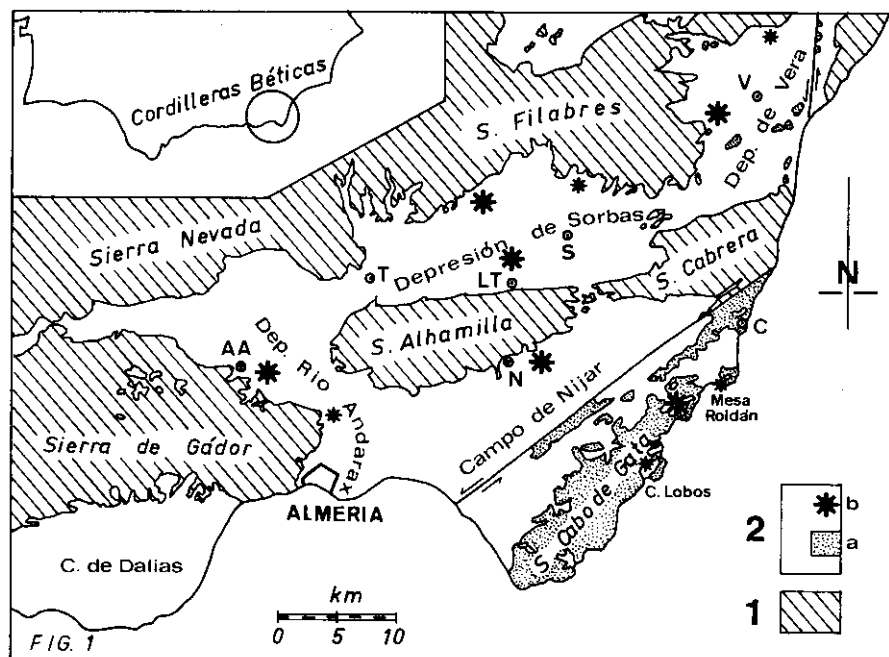 Cordilleras Béticas
S. Filabres
V
Dep. de Vera
Sierra Nevada
Depresión de Sorbas
S
T
LT
S. Cabrera
N
S. Alhamilla
Dep. Rio Andarax
AA
N
C
Mesa Roldán
Campo de Nijar
Sierra de Gádor
S. Cabo de Gata
C. Lobos
ALMERIA
C. de Dalias
km
0 5 10
2
b
a
1
FIG. 1